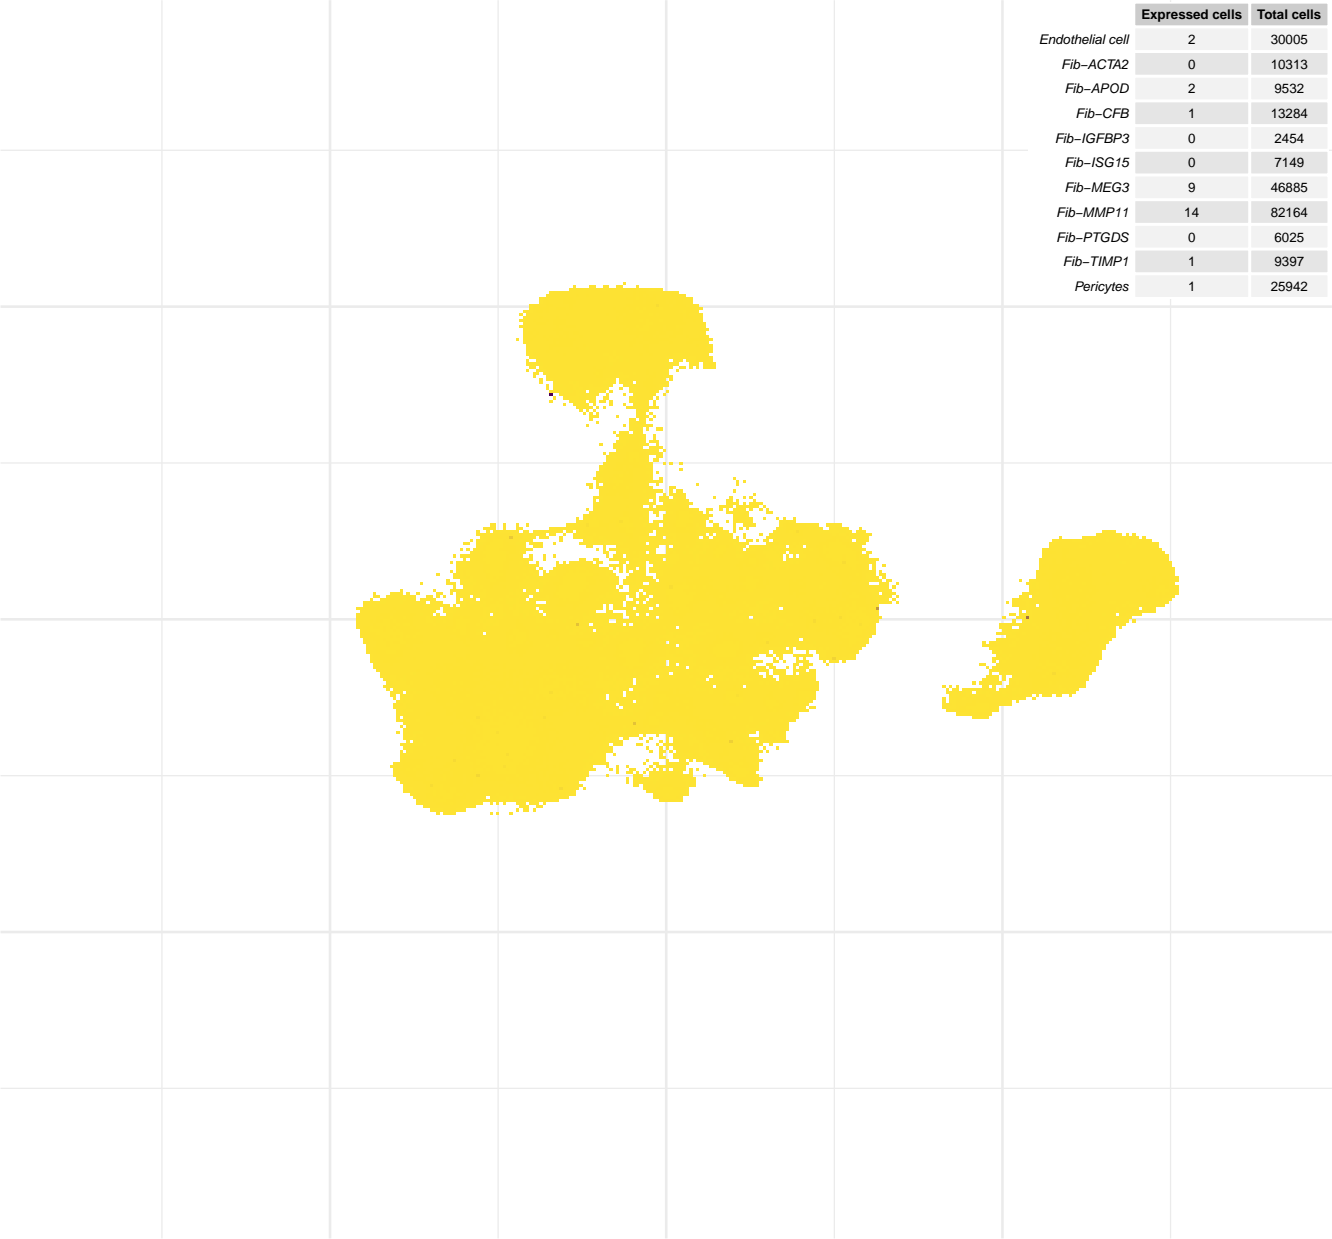 Expressed cells Total cells
Endothelial cell 2 30005
Fib−ACTA2 0 10313
Fib−APOD 2 9532
Fib−CFB 1 13284
Fib−IGFBP3 0 2454
Fib−ISG15 0 7149
Fib−MEG3 9 46885
Fib−MMP11 14 82164
Fib−PTGDS 0 6025
Fib−TIMP1 1 9397
Pericytes 1 25942